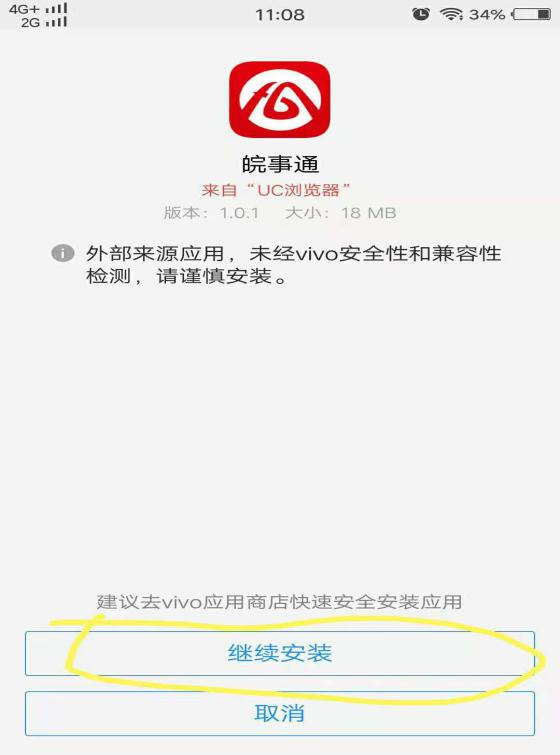 4G+
2G
11:08
34%
皖事通
来自“UC浏览器”
版本：1.0.1 大小：18 MB
外部来源应用，未经vivo安全性和兼容性
检测，请谨慎安装。
建议去vivo应用商店快速安全安装应用
继续安装
取消